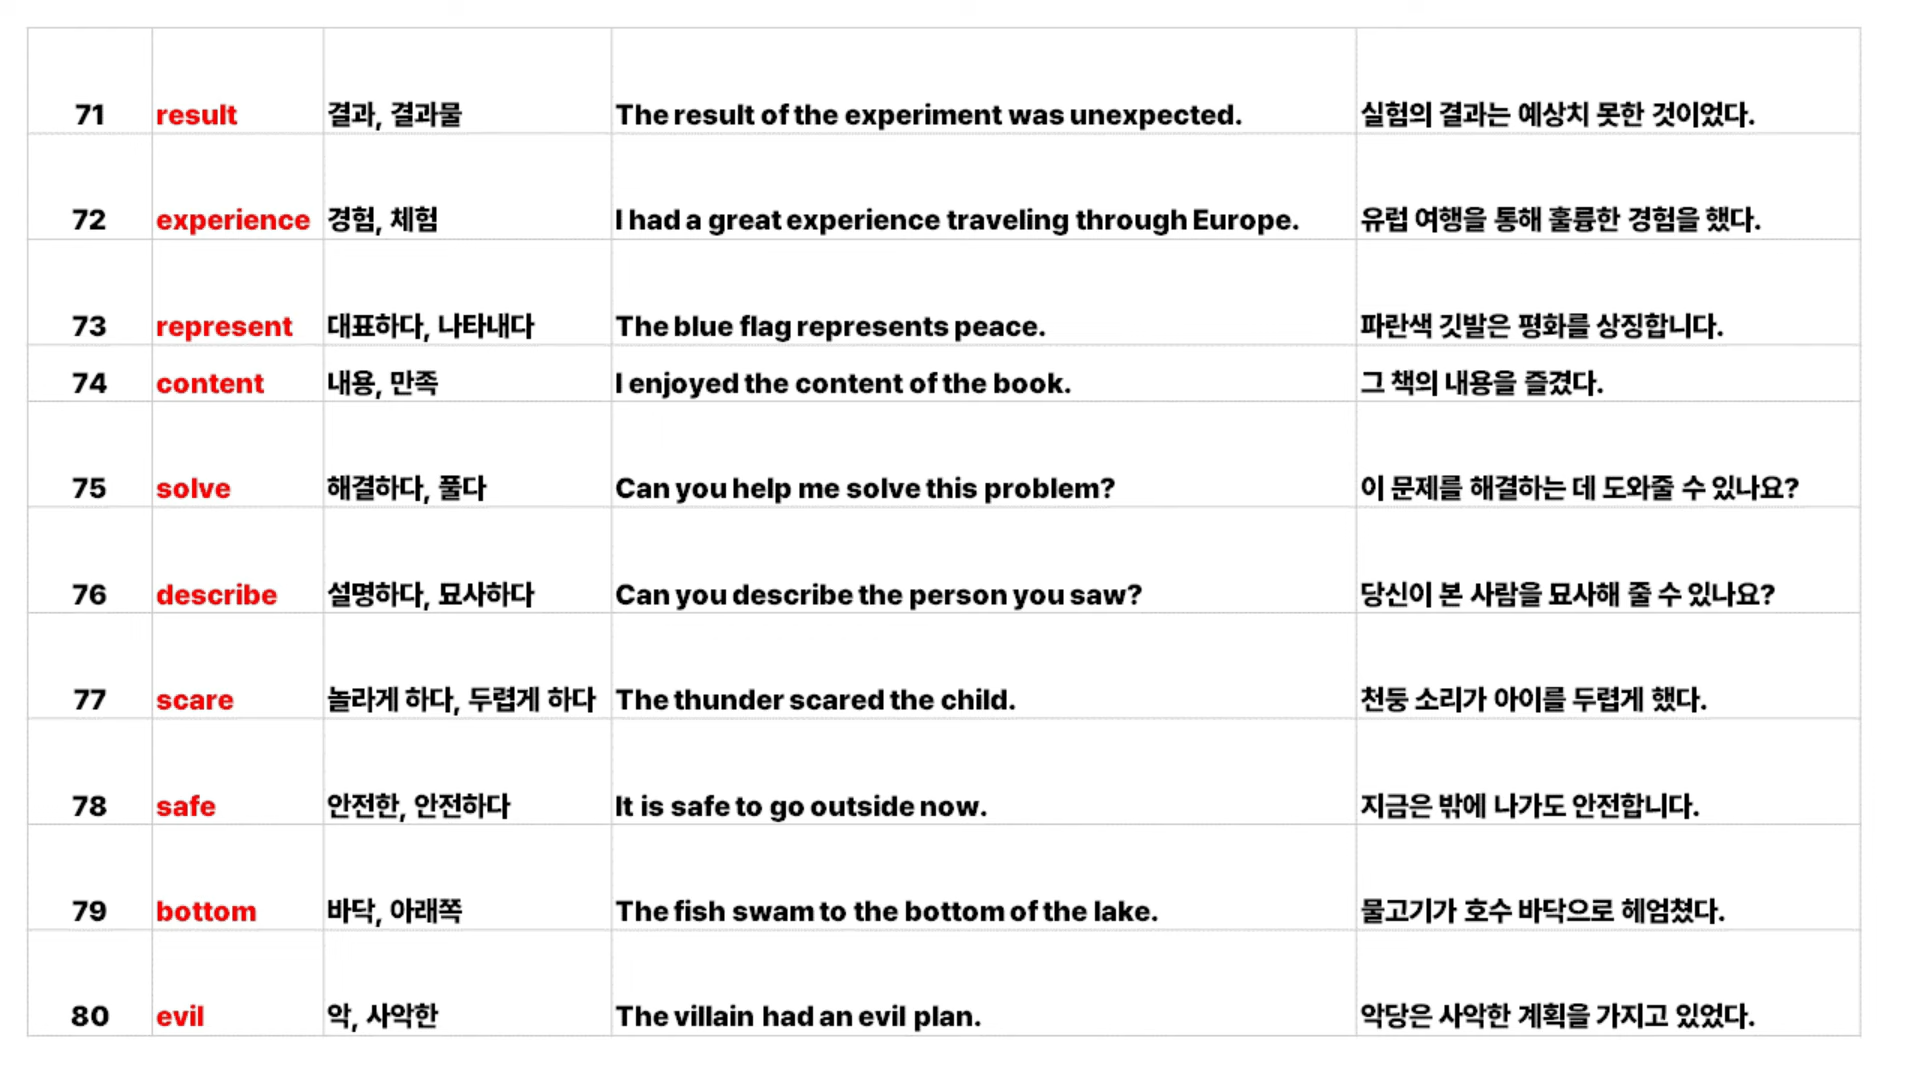 71 result 결과, 결과물 The result of the experiment was unexpected. 실험의 결과는 예상치 못한 것이었다.
72 experience 경험, 체험 I had a great experience traveling through Europe. 유럽 여행을 통해 훌륭한 경험을 했다.
73 represent 대표하다, 나타내다 The blue flag represents peace. 파란색 깃발은 평화를 상징합니다.
74 content 내용, 만족 I enjoyed the content of the book. 그 책의 내용을 즐겼다.
75 solve 해결하다, 풀다 Can you help me solve this problem? 이 문제를 해결하는 데 도와줄 수 있나요?
76 describe 설명하다, 묘사하다 Can you describe the person you saw? 당신이 본 사람을 묘사해 줄 수 있나요?
77 scare 놀라게 하다, 두렵게 하다 The thunder scared the child. 천둥 소리가 아이를 두렵게 했다.
78 safe 안전한, 안전하다 It is safe to go outside now. 지금은 밖에 나가도 안전합니다.
79 bottom 바닥, 아래쪽 The fish swam to the bottom of the lake. 물고기가 호수 바닥으로 헤엄쳤다.
80 evil 악, 사악한 The villain had an evil plan. 악당은 사악한 계획을 가지고 있었다.